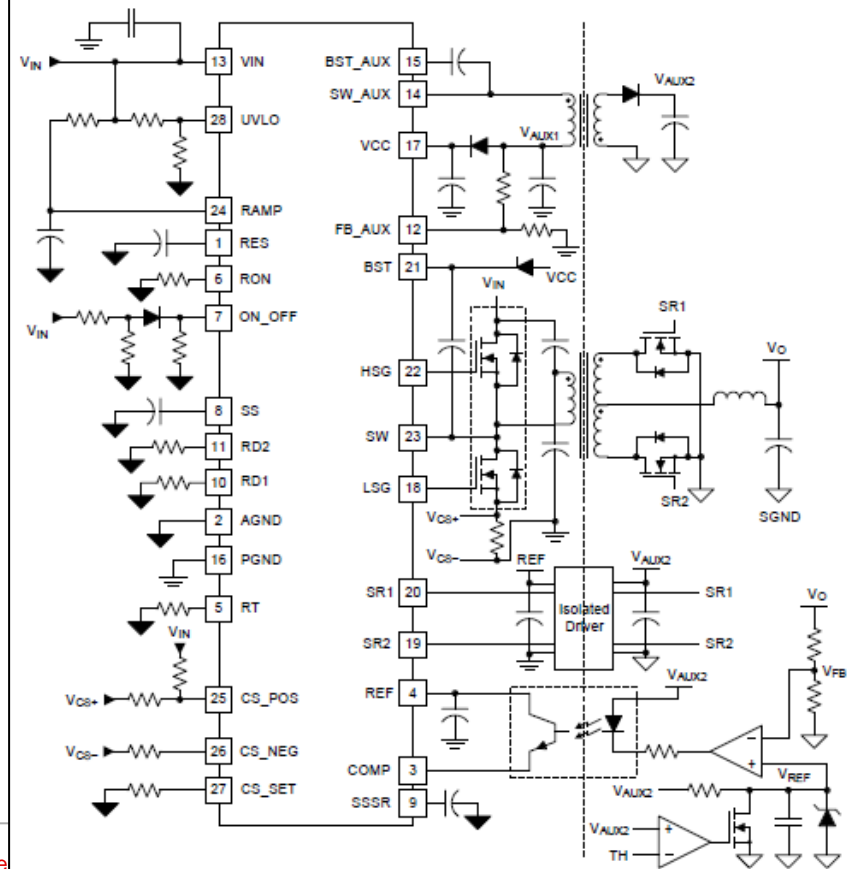 VIN
13 VIN
28 UVLO
24 RAMP
1 RES
6 RON
VIN
7 ON_OFF
8 SS
11 RD2
10 RD1
2 AGND
16 PGND
5 RT
VIN
VCS+
25 CS_POS
VCS–
26 CS_NEG
27 CS_SET
BST_AUX 15
SW_AUX 14
VCC 17
FB_AUX 12
BST 21
HSG 22
SW 23
LSG 18
SR1 20
SR2 19
REF 4
COMP 3
SSSR 9
VAUX1
VAUX2
VCC
VIN
VCS+
VCS–
SR1
SR2
VO
SGND
REF
Isolated
Driver
VAUX2
SR1
SR2
VO
VFB
VAUX2
–
+
VREF
VAUX2
VAUX2
+
TH
–
e